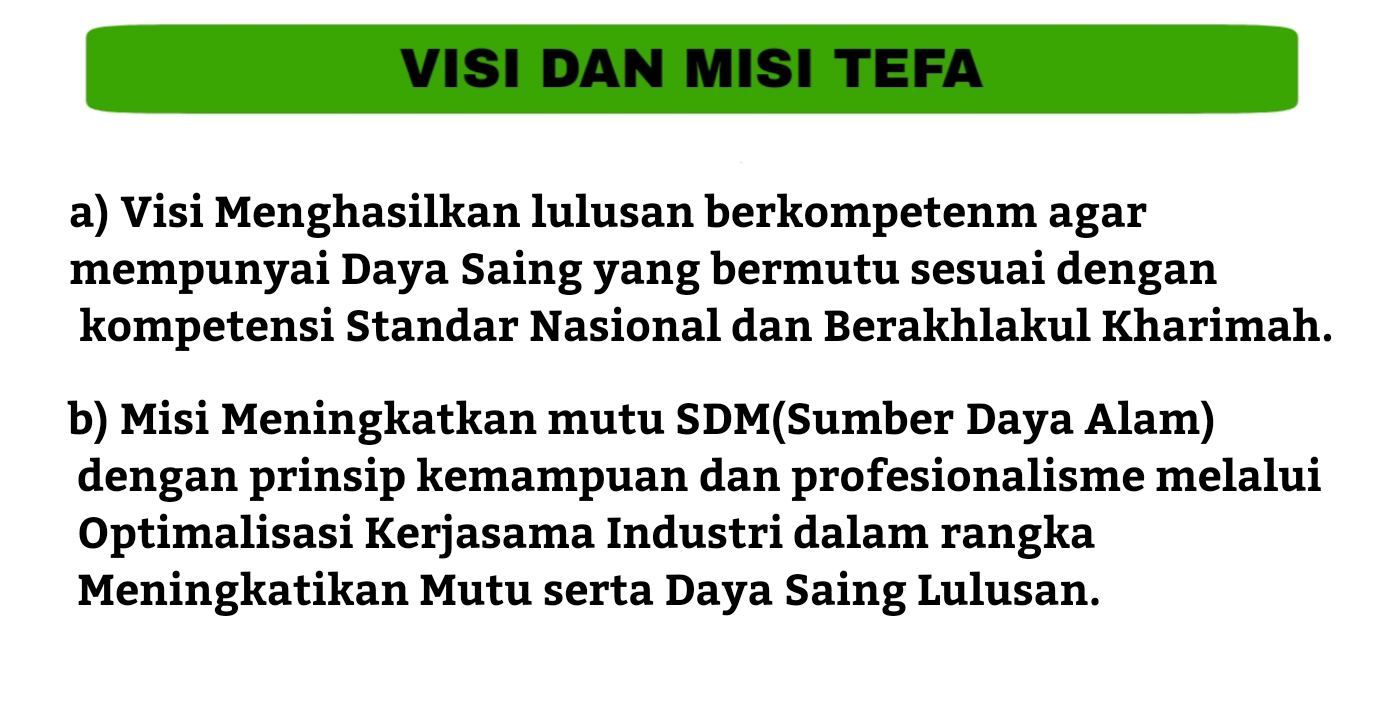 VISI DAN MISI TEFA
a) Visi Menghasilkan lulusan berkompetenm agar
mempunyai Daya Saing yang bermutu sesuai dengan
kompetensi Standar Nasional dan Berakhlakul Kharimah.
b) Misi Meningkatkan mutu SDM(Sumber Daya Alam)
dengan prinsip kemampuan dan profesionalisme melalui
Optimalisasi Kerjasama Industri dalam rangka
Meningkatikan Mutu serta Daya Saing Lulusan.